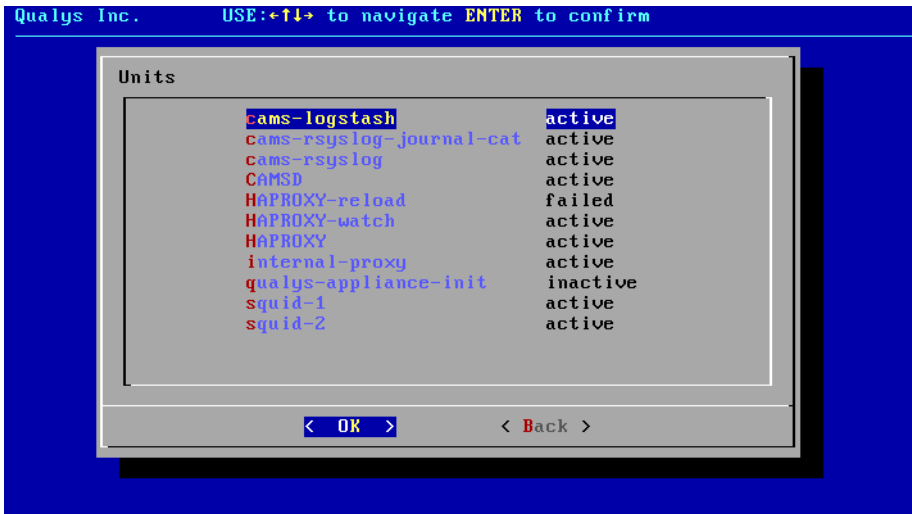 Qualys Inc. USE:←↑↓→ to navigate ENTER to confirm
Units
cams-logstash active
cams-rsyslog-journal-cat active
cams-rsyslog active
CAMSD active
HAPROXY-reload failed
HAPROXY-watch active
HAPROXY active
internal-proxy active
qualys-appliance-init inactive
squid-1 active
squid-2 active
< OK > < Back >